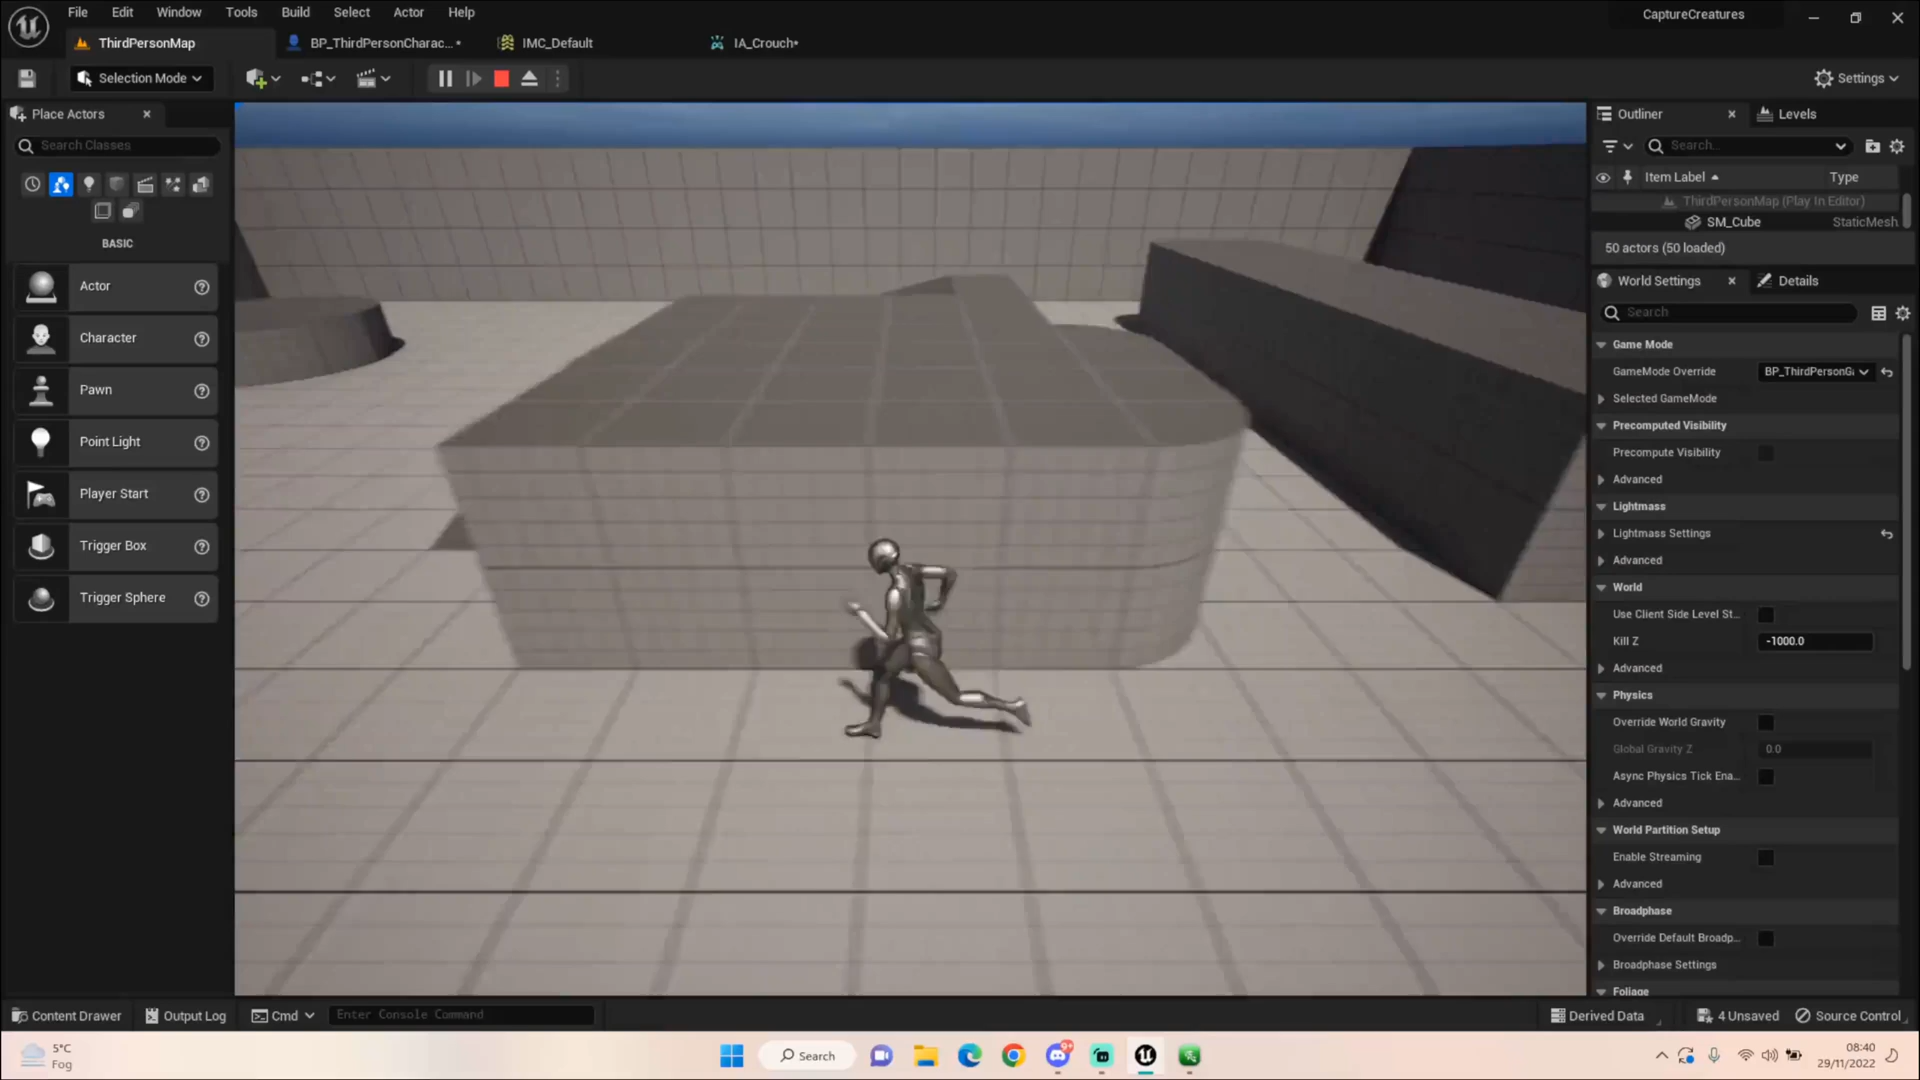 File Edit Window Tools Build Select Actor Help
CaptureCreatures
ThirdPersonMap
BP_ThirdPersonCharac...•
IMC_Default
IA_Crouch•
Selection Mode
Settings
Place Actors
Search Classes
BASIC
Actor
Character
Pawn
Point Light
Player Start
Trigger Box
Trigger Sphere
Outliner
Levels
Search...
Item Label
Type
ThirdPersonMap (Play In Editor)
SM_Cube
StaticMesh
50 actors (50 loaded)
World Settings
Details
Search
Game Mode
GameMode Override
BP_ThirdPersonGa
Selected GameMode
Precomputed Visibility
Precompute Visibility
Advanced
Lightmass
Lightmass Settings
Advanced
World
Use Client Side Level St...
Kill Z
-1000.0
Advanced
Physics
Override World Gravity
Global Gravity Z
0.0
Async Physics Tick Ena...
Advanced
World Partition Setup
Enable Streaming
Advanced
Broadphase
Override Default Broadp...
Broadphase Settings
Foliage
Content Drawer
Output Log
Cmd
Enter Console Command
Derived Data
4 Unsaved
Source Control
5°C
Fog
Search
9+
08:40
29/11/2022